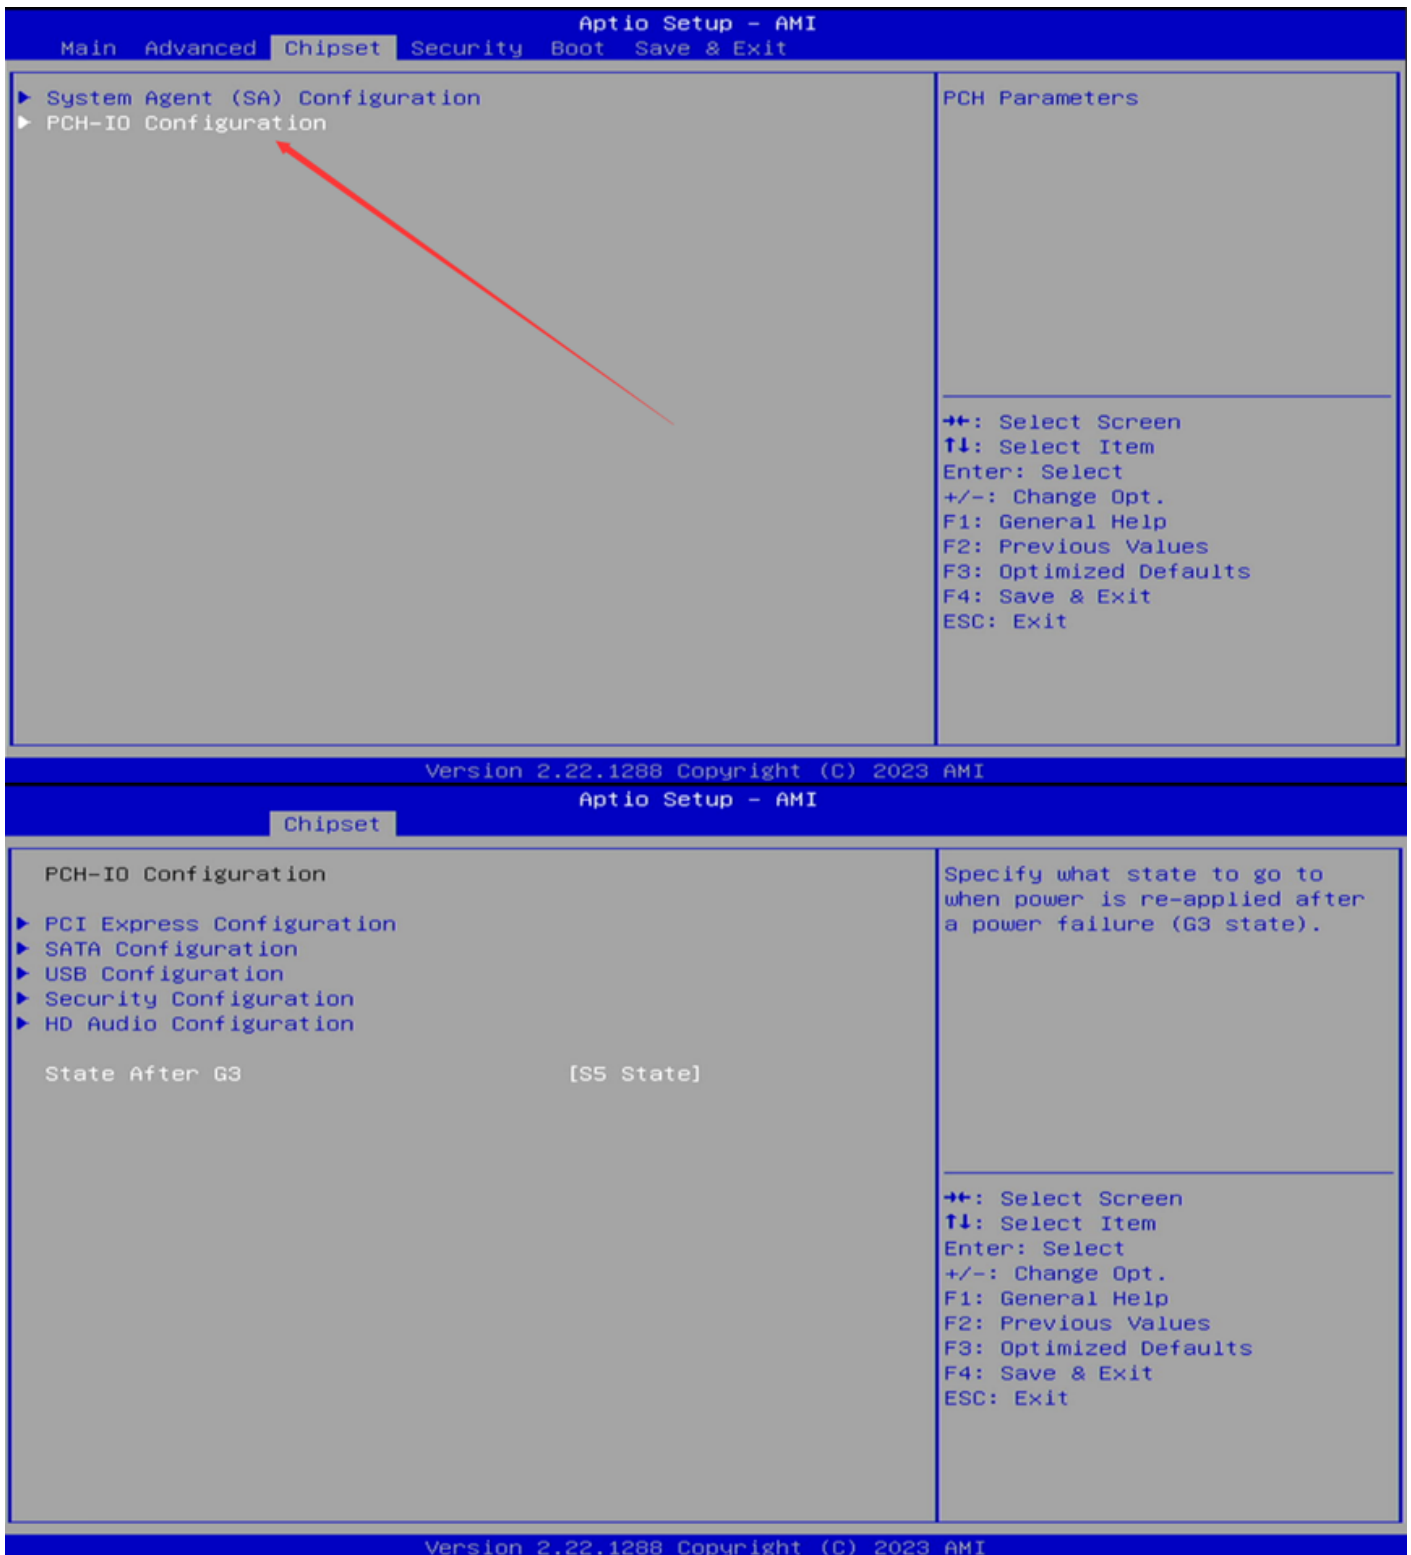 Aptio Setup – AMI
Main Advanced Chipset Security Boot Save & Exit
► System Agent (SA) Configuration
► PCH-IO Configuration
PCH Parameters
→←: Select Screen
↑↓: Select Item
Enter: Select
+/-: Change Opt.
F1: General Help
F2: Previous Values
F3: Optimized Defaults
F4: Save & Exit
ESC: Exit
Version 2.22.1288 Copyright (C) 2023 AMI
Aptio Setup – AMI
Chipset
PCH-IO Configuration
► PCI Express Configuration
► SATA Configuration
► USB Configuration
► Security Configuration
► HD Audio Configuration
State After G3 [S5 State]
Specify what state to go to
when power is re-applied after
a power failure (G3 state).
→←: Select Screen
↑↓: Select Item
Enter: Select
+/-: Change Opt.
F1: General Help
F2: Previous Values
F3: Optimized Defaults
F4: Save & Exit
ESC: Exit
Version 2.22.1288 Copyright (C) 2023 AMI